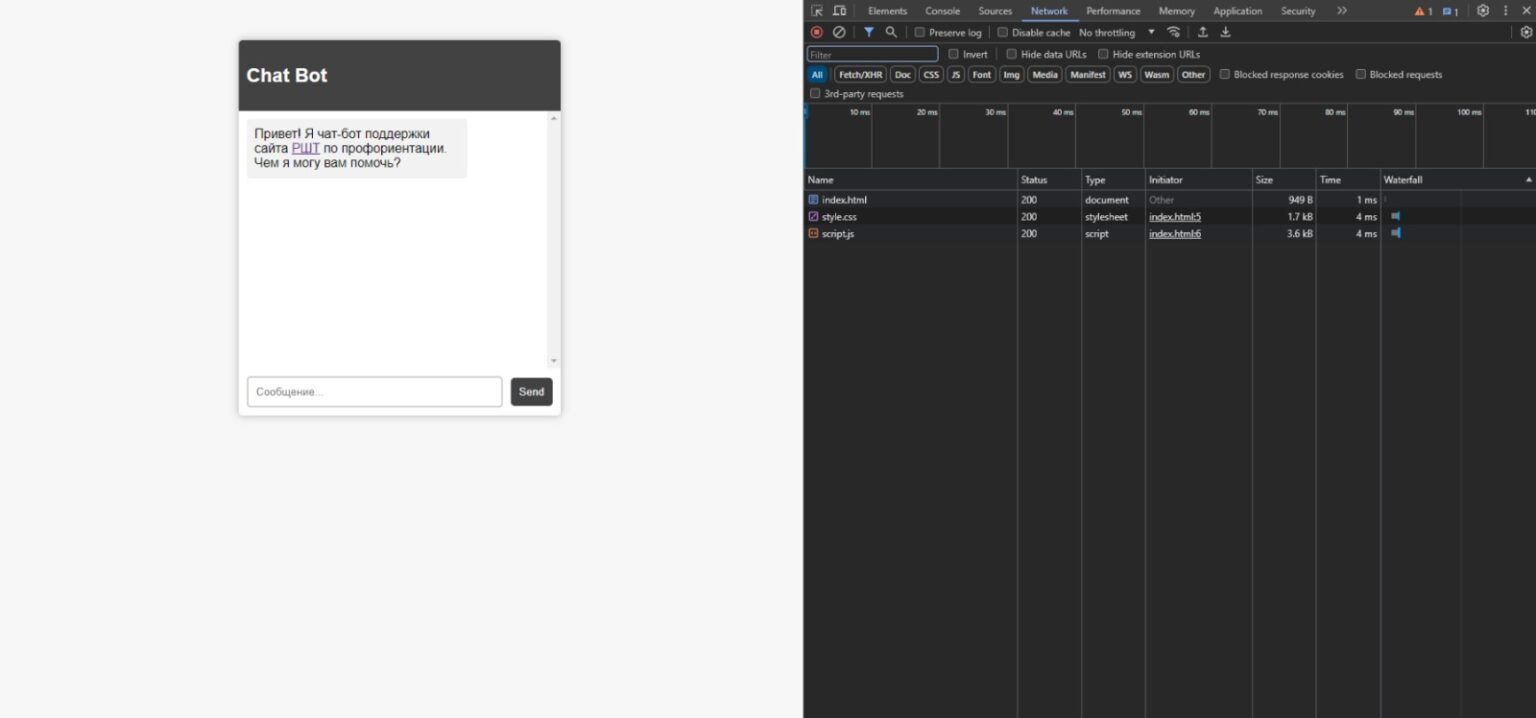 Chat Bot
Привет! Я чат-бот поддержки
сайта РШТ по профориентации.
Чем я могу вам помочь?
Сообщение...
Send
Elements Console Sources Network Performance Memory Application Security 1 1
Preserve log Disable cache No throttling
Filter Invert Hide data URLs Hide extension URLs
All Fetch/XHR Doc CSS JS Font Img Media Manifest WS Wasm Other Blocked response cookies Blocked requests
3rd-party requests
10 ms 20 ms 30 ms 40 ms 50 ms 60 ms 70 ms 80 ms 90 ms 100 ms 110
Name Status Type Initiator Size Time Waterfall
index.html 200 document Other 949 B 1 ms
style.css 200 stylesheet index.html:5 1.7 kB 4 ms
script.js 200 script index.html:6 3.6 kB 4 ms